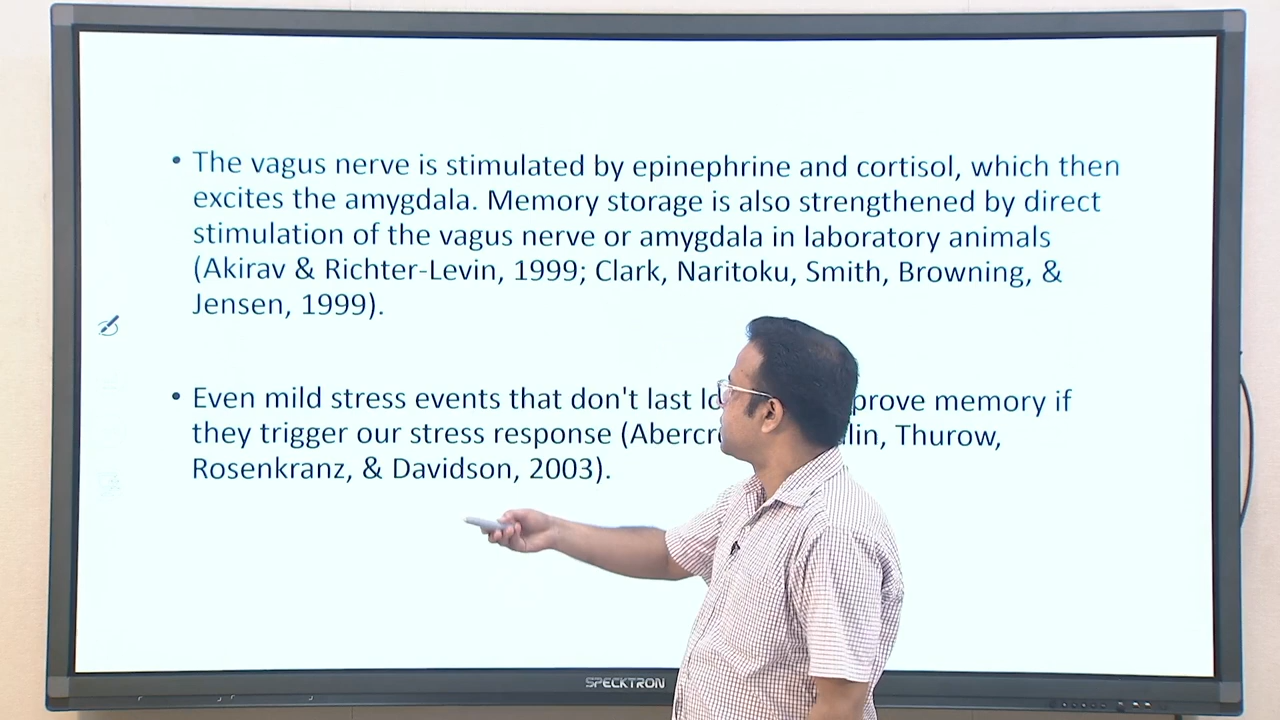 • The vagus nerve is stimulated by epinephrine and cortisol, which then
excites the amygdala. Memory storage is also strengthened by direct
stimulation of the vagus nerve or amygdala in laboratory animals
(Akirav & Richter-Levin, 1999; Clark, Naritoku, Smith, Browning, &
Jensen, 1999).
• Even mild stress events that don't last memory if
they trigger our stress response Thurow,
Rosenkranz, & Davidson, 2003).
SPECKTRON